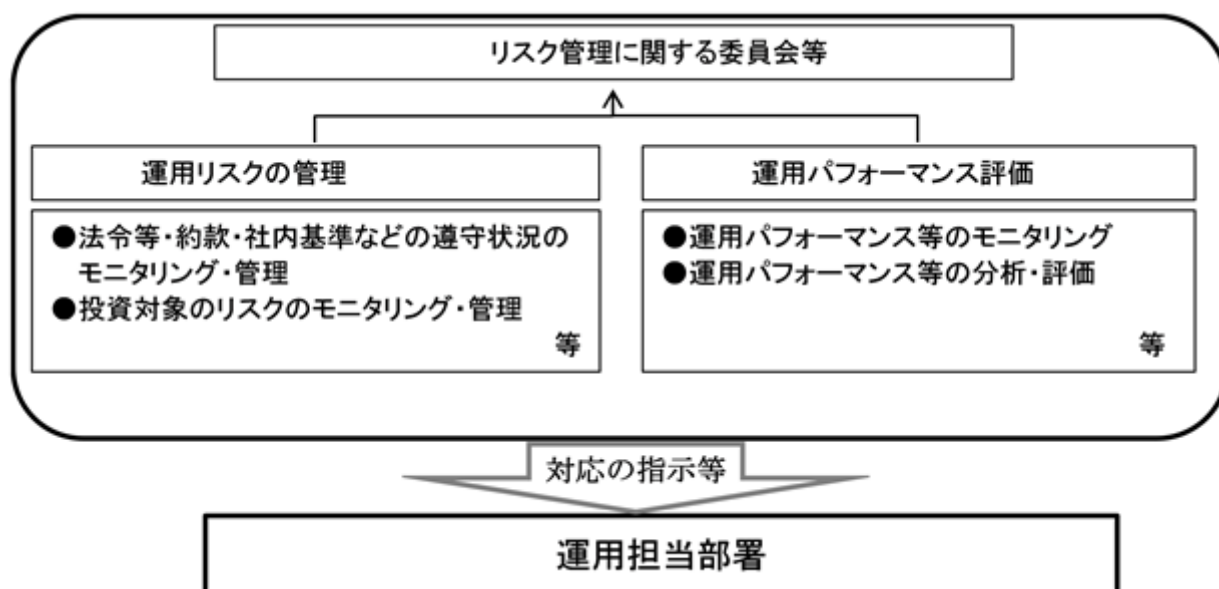 リスク管理に関する委員会等
運用リスクの管理
●法令等・約款・社内基準などの遵守状況の
モニタリング・管理
●投資対象のリスクのモニタリング・管理
等
運用パフォーマンス評価
●運用パフォーマンス等のモニタリング
●運用パフォーマンス等の分析・評価
等
対応の指示等
運用担当部署